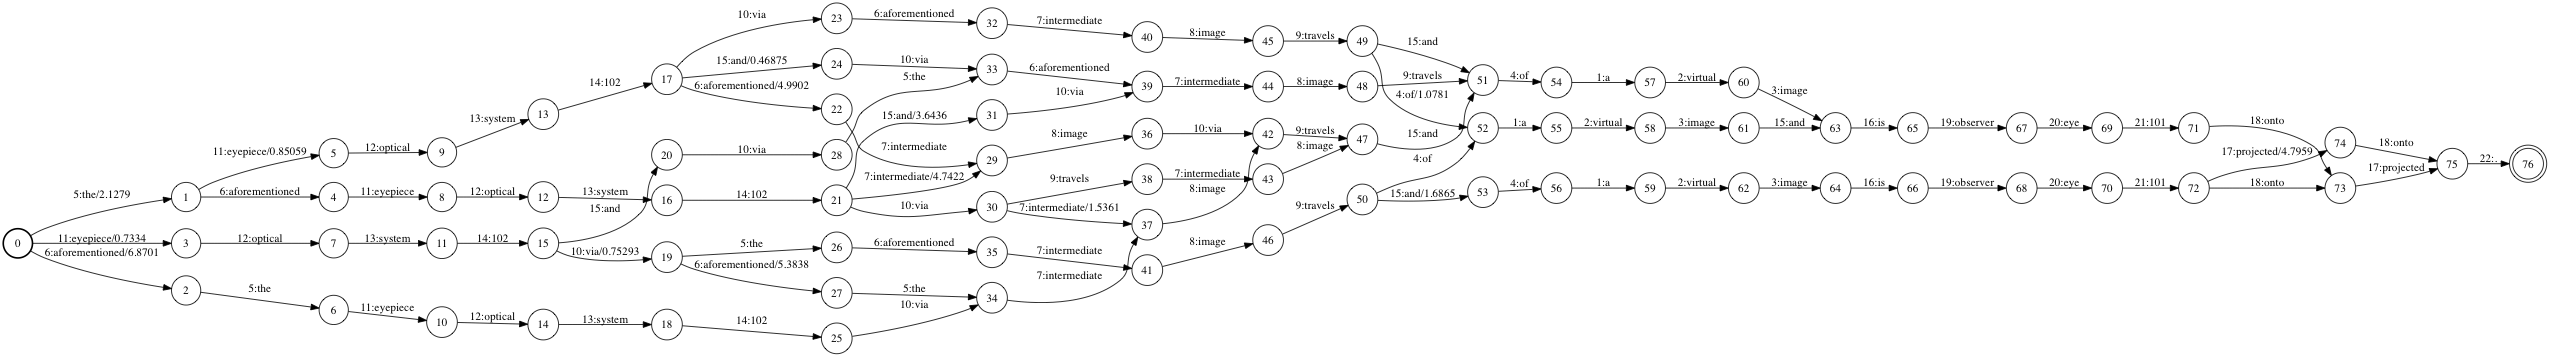 10:via
23
6:aforementioned
32
7:intermediate
40
8:image
45
9:travels
49
15:and
14:102
17
15:and/0.46875
24
10:via
33
5:the
6:aforementioned
39
7:intermediate
44
8:image
48
9:travels
51
4:of
54
1:a
57
2:virtual
60
3:image
6:aforementioned/4.9902
22
10:via
4:of/1.0781
13:system
13
15:and/3.6436
31
8:image
36
10:via
42
9:travels
47
15:and
52
1:a
55
2:virtual
58
3:image
61
15:and
63
16:is
65
19:observer
67
20:eye
69
21:101
71
18:onto
11:eyepiece/0.85059
5
12:optical
9
20
10:via
28
7:intermediate
29
8:image
4:of
17:projected/4.7959
74
18:onto
75
22:.
76
5:the/2.1279
1
6:aforementioned
4
11:eyepiece
8
12:optical
12
13:system
16
14:102
21
7:intermediate/4.7422
9:travels
38
7:intermediate
43
50
15:and/1.6865
53
4:of
56
1:a
59
2:virtual
62
3:image
64
16:is
66
19:observer
68
20:eye
70
21:101
72
18:onto
73
17:projected
15:and
10:via
30
7:intermediate/1.5361
8:image
37
9:travels
0
11:eyepiece/0.7334
3
12:optical
7
13:system
11
14:102
15
10:via/0.75293
19
5:the
26
6:aforementioned
35
7:intermediate
8:image
46
6:aforementioned/6.8701
2
6:aforementioned/5.3838
27
5:the
34
7:intermediate
41
5:the
6
11:eyepiece
10
12:optical
14
13:system
18
14:102
25
10:via